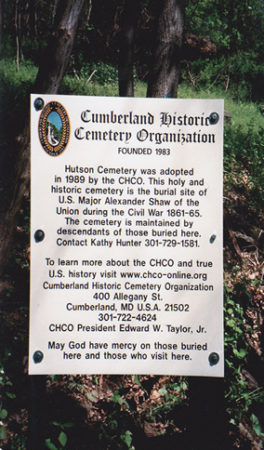 Cumberland Historic
Cemetery Organization
FOUNDED 1983
Hutson Cemetery was adopted
in 1989 by the CHCO. This holy and
historic cemetery is the burial site of
U.S. Major Alexander Shaw of the
Union during the Civil War 1861-65.
The cemetery is maintained by
descendants of those buried here.
Contact Kathy Hunter 301-729-1581.
To learn more about the CHCO and true
U.S. history visit www.chco-online.org
Cumberland Historic Cemetery Organization
400 Allegany St.
Cumberland, MD U.S.A. 21502
301-722-4624
CHCO President Edward W. Taylor, Jr.
May God have mercy on those buried
here and those who visit here.